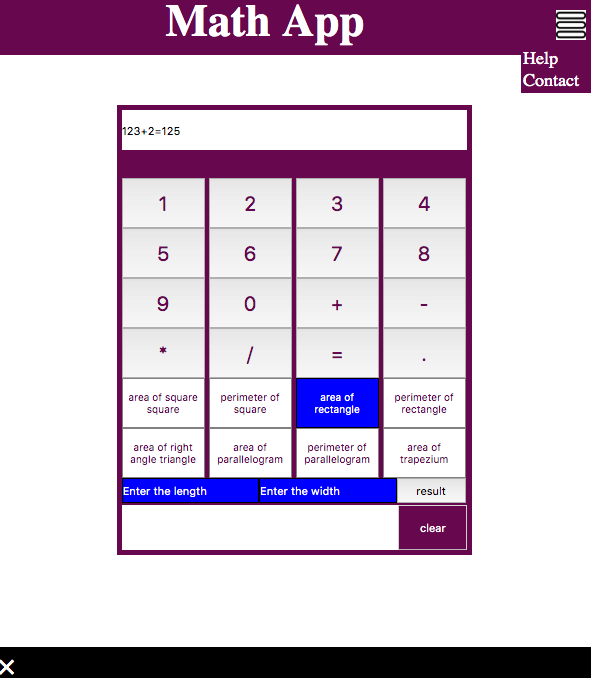 Math App
Help
Contact
123+2=125
1 2 3 4
5 6 7 8
9 0 + -
* / = .
area of square square
perimeter of square
area of rectangle
perimeter of rectangle
area of right angle triangle
area of parallelogram
perimeter of parallelogram
area of trapezium
Enter the length Enter the width result
clear